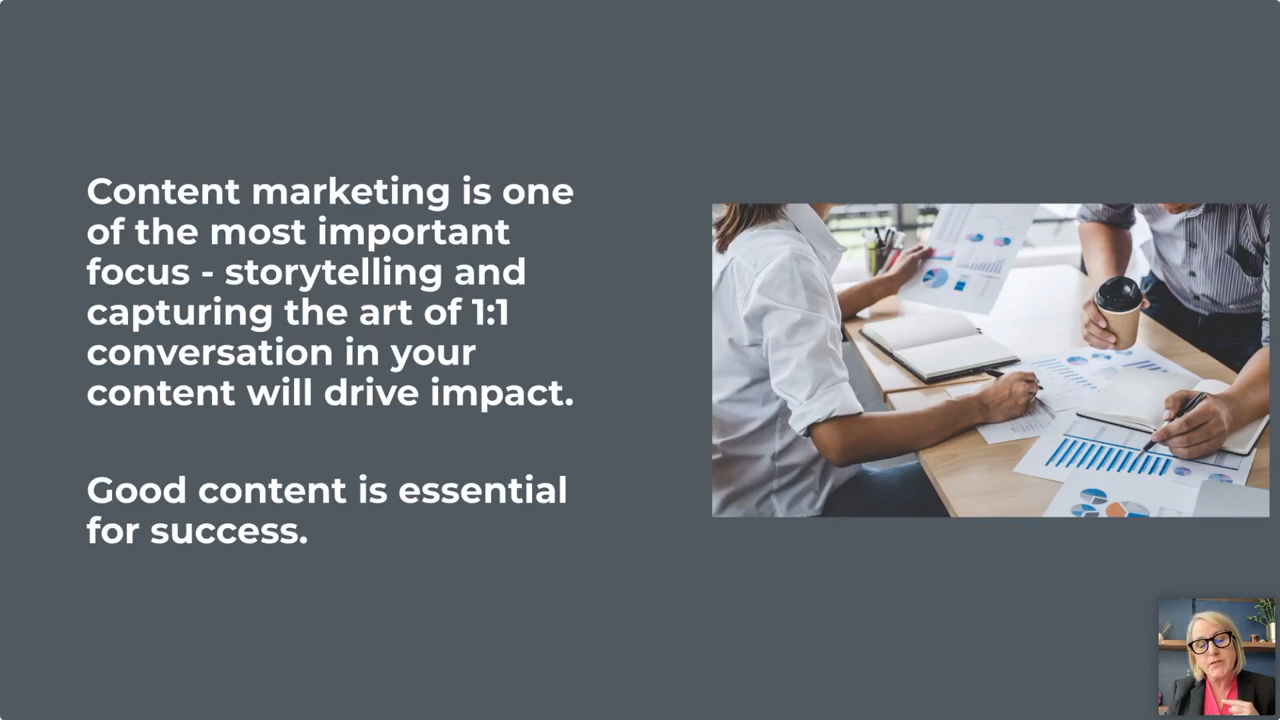 Content marketing is one
of the most important
focus - storytelling and
capturing the art of 1:1
conversation in your
content will drive impact.
Good content is essential
for success.